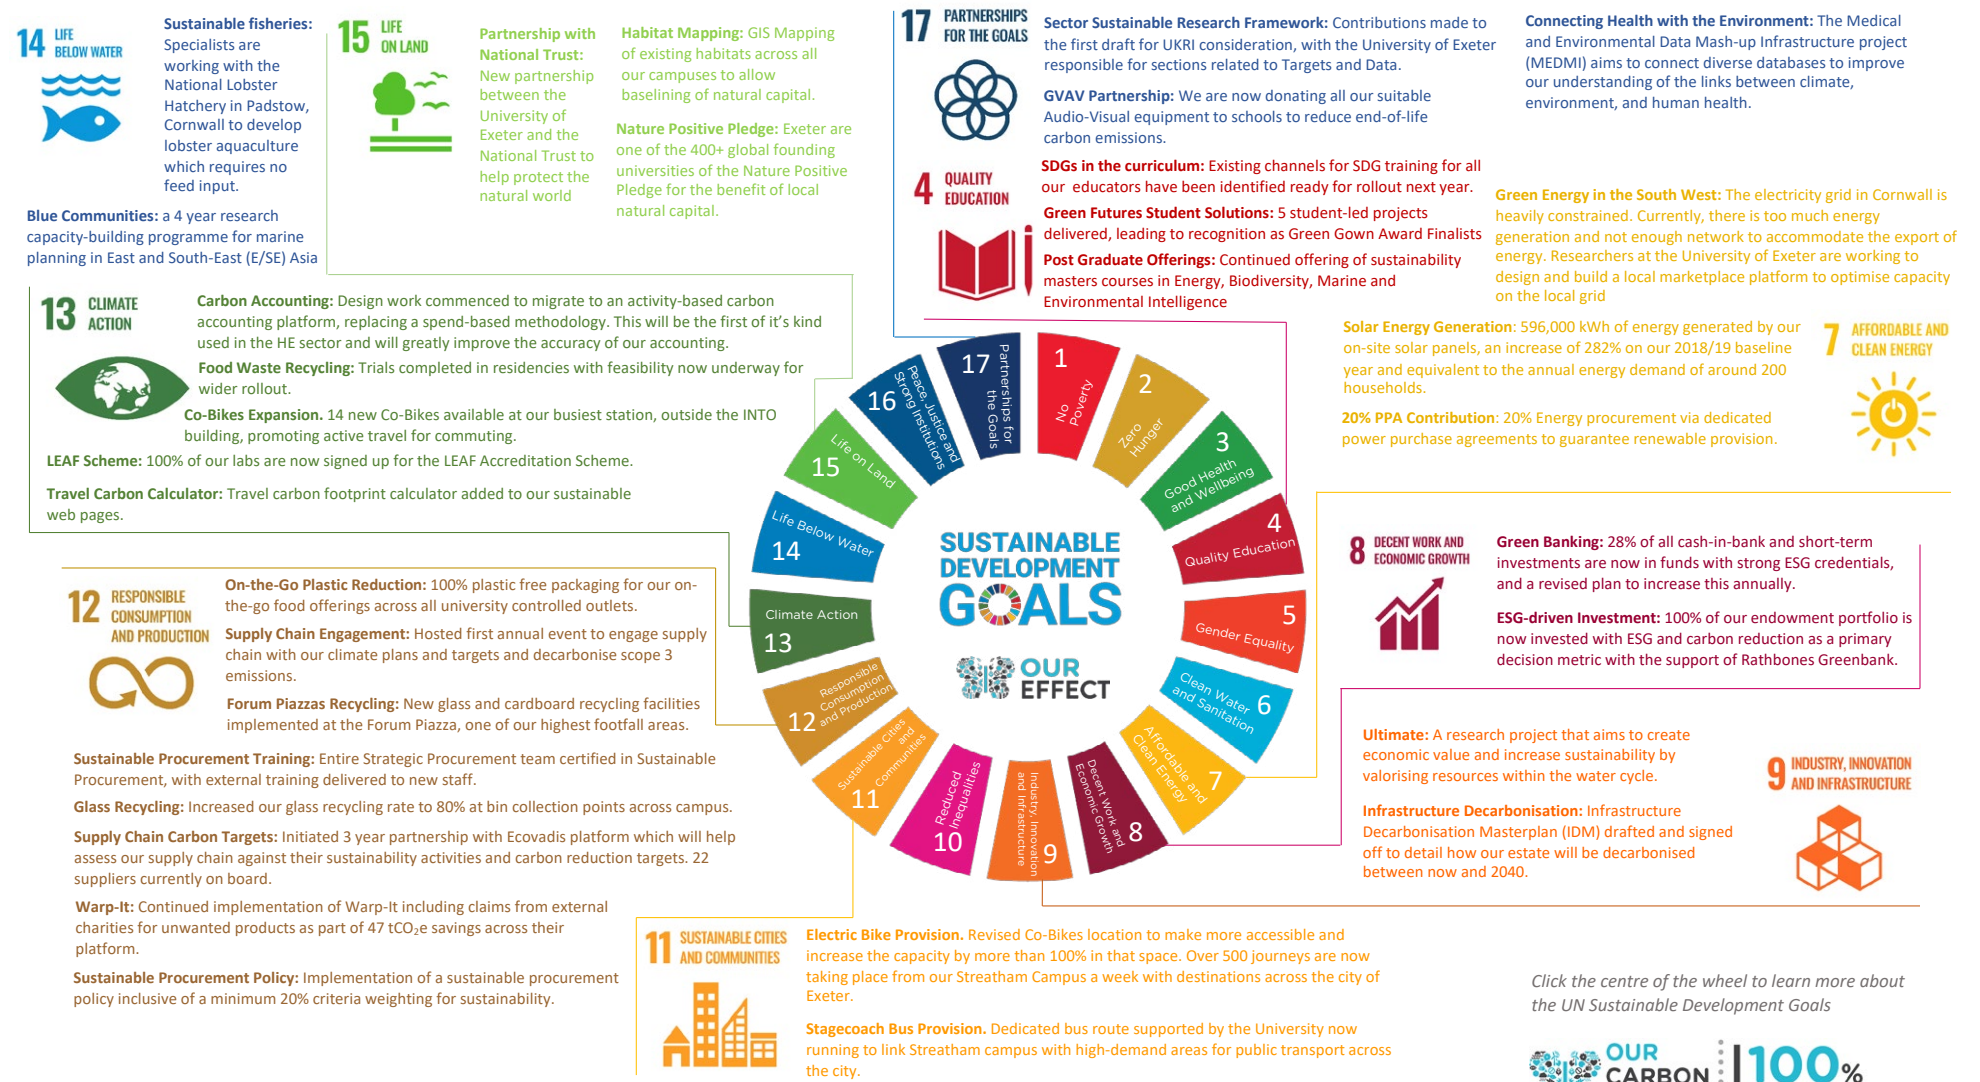 14 LIFE
BELOW WATER
Sustainable fisheries:
Specialists are
working with the
National Lobster
Hatchery in Padstow,
Cornwall to develop
lobster aquaculture
which requires no
feed input.
Blue Communities: a 4 year research
capacity-building programme for marine
planning in East and South-East (E/SE) Asia
15 LIFE
ON LAND
Partnership with
National Trust:
New partnership
between the
University of
Exeter and the
National Trust to
help protect the
natural world
Habitat Mapping: GIS Mapping
of existing habitats across all
our campuses to allow
baselining of natural capital.
Nature Positive Pledge: Exeter are
one of the 400+ global founding
universities of the Nature Positive
Pledge for the benefit of local
natural capital.
17 PARTNERSHIPS
FOR THE GOALS
Sector Sustainable Research Framework: Contributions made to
the first draft for UKRI consideration, with the University of Exeter
responsible for sections related to Targets and Data.
GVAV Partnership: We are now donating all our suitable
Audio-Visual equipment to schools to reduce end-of-life
carbon emissions.
Connecting Health with the Environment: The Medical
and Environmental Data Mash-up Infrastructure project
(MEDMI) aims to connect diverse databases to improve
our understanding of the links between climate,
environment, and human health.
4 QUALITY
EDUCATION
SDGs in the curriculum: Existing channels for SDG training for all
our educators have been identified ready for rollout next year.
Green Futures Student Solutions: 5 student-led projects
delivered, leading to recognition as Green Gown Award Finalists
Post Graduate Offerings: Continued offering of sustainability
masters courses in Energy, Biodiversity, Marine and
Environmental Intelligence
Green Energy in the South West: The electricity grid in Cornwall is
heavily constrained. Currently, there is too much energy
generation and not enough network to accommodate the export of
energy. Researchers at the University of Exeter are working to
design and build a local marketplace platform to optimise capacity
on the local grid
Solar Energy Generation: 596,000 kWh of energy generated by our
on-site solar panels, an increase of 282% on our 2018/19 baseline
year and equivalent to the annual energy demand of around 200
households.
20% PPA Contribution: 20% Energy procurement via dedicated
power purchase agreements to guarantee renewable provision.
7 AFFORDABLE AND
CLEAN ENERGY
13 CLIMATE
ACTION
Carbon Accounting: Design work commenced to migrate to an activity-based carbon
accounting platform, replacing a spend-based methodology. This will be the first of it's kind
used in the HE sector and will greatly improve the accuracy of our accounting.
Food Waste Recycling: Trials completed in residencies with feasibility now underway for
wider rollout.
Co-Bikes Expansion. 14 new Co-Bikes available at our busiest station, outside the INTO
building, promoting active travel for commuting.
LEAF Scheme: 100% of our labs are now signed up for the LEAF Accreditation Scheme.
Travel Carbon Calculator: Travel carbon footprint calculator added to our sustainable
web pages.
1
No
Poverty
2
Zero
Hunger
3
Good Health
and Wellbeing
4
Quality Education
5
Gender Equality
Clean Water
and Sanitation
6
Affordable and
Clean Energy
7
Decent Work and
Economic Growth
8
Industry, Innovation
and Infrastructure
9
Reduced
Inequalities
10
Sustainable Cities
and
Communities
11
Responsible
Consumption
and Production
12
Climate Action
13
Life Below Water
14
Life on Land
15
Peace, Justice and
Strong Institutions
16
Partnerships for
the Goals
17
SUSTAINABLE
DEVELOPMENT
GOALS
OUR
EFFECT
8 DECENT WORK AND
ECONOMIC GROWTH
Green Banking: 28% of all cash-in-bank and short-term
investments are now in funds with strong ESG credentials,
and a revised plan to increase this annually.
ESG-driven Investment: 100% of our endowment portfolio is
now invested with ESG and carbon reduction as a primary
decision metric with the support of Rathbones Greenbank.
12 RESPONSIBLE
CONSUMPTION
AND PRODUCTION
On-the-Go Plastic Reduction: 100% plastic free packaging for our on-
the-go food offerings across all university controlled outlets.
Supply Chain Engagement: Hosted first annual event to engage supply
chain with our climate plans and targets and decarbonise scope 3
emissions.
Forum Piazzas Recycling: New glass and cardboard recycling facilities
implemented at the Forum Piazza, one of our highest footfall areas.
Sustainable Procurement Training: Entire Strategic Procurement team certified in Sustainable
Procurement, with external training delivered to new staff.
Glass Recycling: Increased our glass recycling rate to 80% at bin collection points across campus.
Supply Chain Carbon Targets: Initiated 3 year partnership with Ecovadis platform which will help
assess our supply chain against their sustainability activities and carbon reduction targets. 22
suppliers currently on board.
Warp-It: Continued implementation of Warp-It including claims from external
charities for unwanted products as part of 47 tCO₂e savings across their
platform.
Sustainable Procurement Policy: Implementation of a sustainable procurement
policy inclusive of a minimum 20% criteria weighting for sustainability.
Ultimate: A research project that aims to create
economic value and increase sustainability by
valorising resources within the water cycle.
Infrastructure Decarbonisation: Infrastructure
Decarbonisation Masterplan (IDM) drafted and signed
off to detail how our estate will be decarbonised
between now and 2040.
9 INDUSTRY, INNOVATION
AND INFRASTRUCTURE
11 SUSTAINABLE CITIES
AND COMMUNITIES
Electric Bike Provision. Revised Co-Bikes location to make more accessible and
increase the capacity by more than 100% in that space. Over 500 journeys are now
taking place from our Streatham Campus a week with destinations across the city of
Exeter.
Stagecoach Bus Provision. Dedicated bus route supported by the University now
running to link Streatham campus with high-demand areas for public transport across
the city.
Click the centre of the wheel to learn more about
the UN Sustainable Development Goals
OUR
CARBON
100%